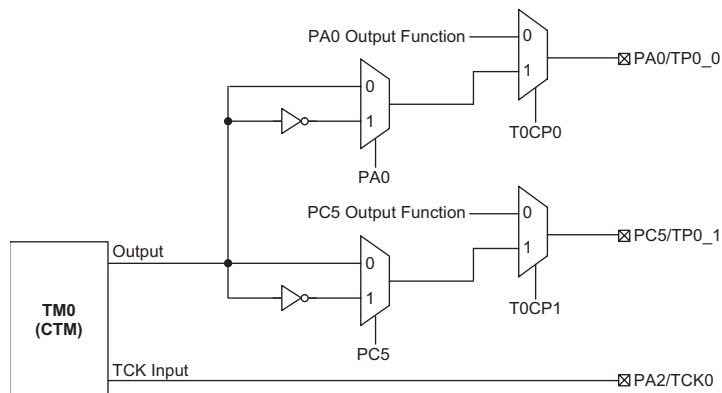 PA0 Output Function
0
1
PA0/TP0_0
0
1
T0CP0
PA0
PC5 Output Function
0
1
PC5/TP0_1
Output
0
1
T0CP1
TM0
(CTM)
PC5
TCK Input
PA2/TCK0